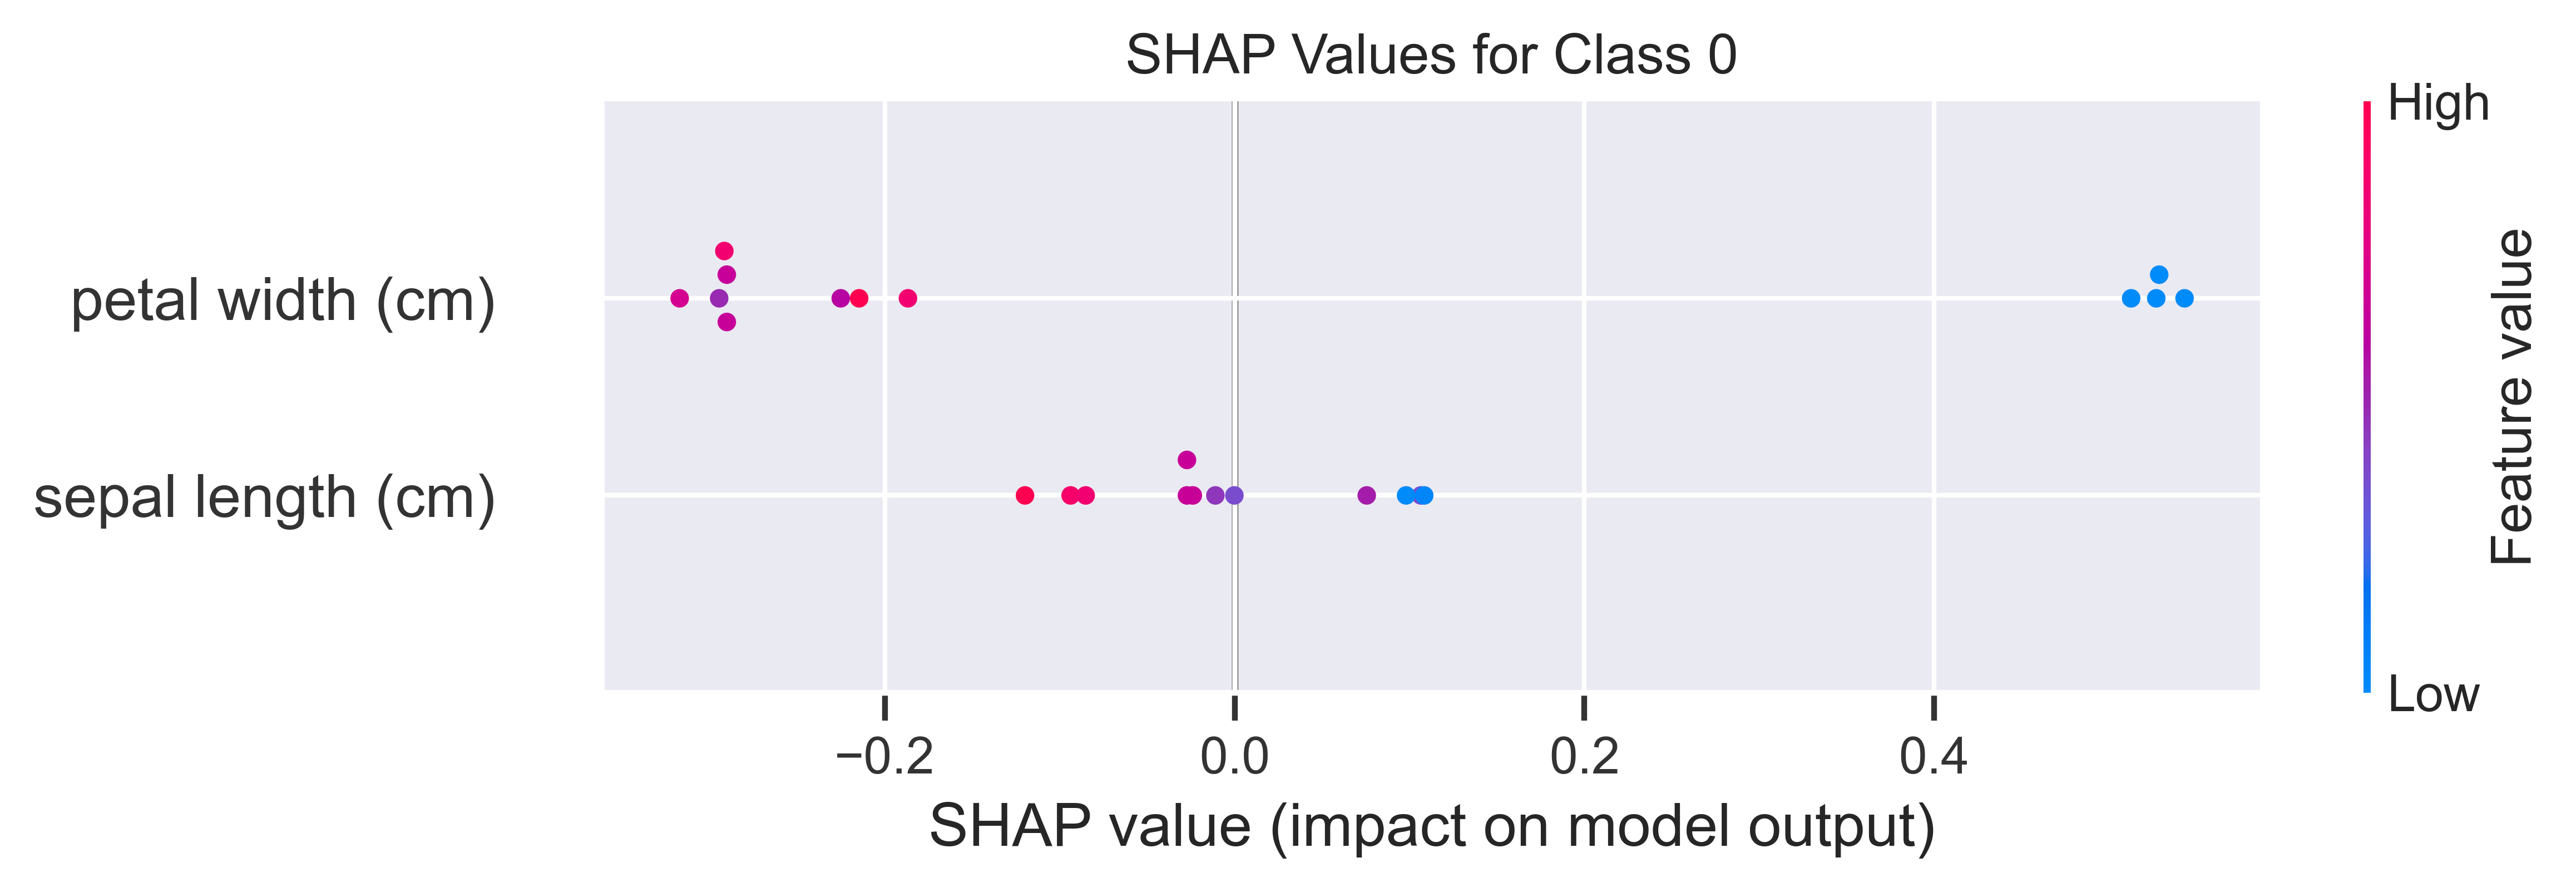 SHAP Values for Class 0
High
petal width (cm)
Feature value
sepal length (cm)
Low
−0.2
0.0
0.2
0.4
SHAP value (impact on model output)